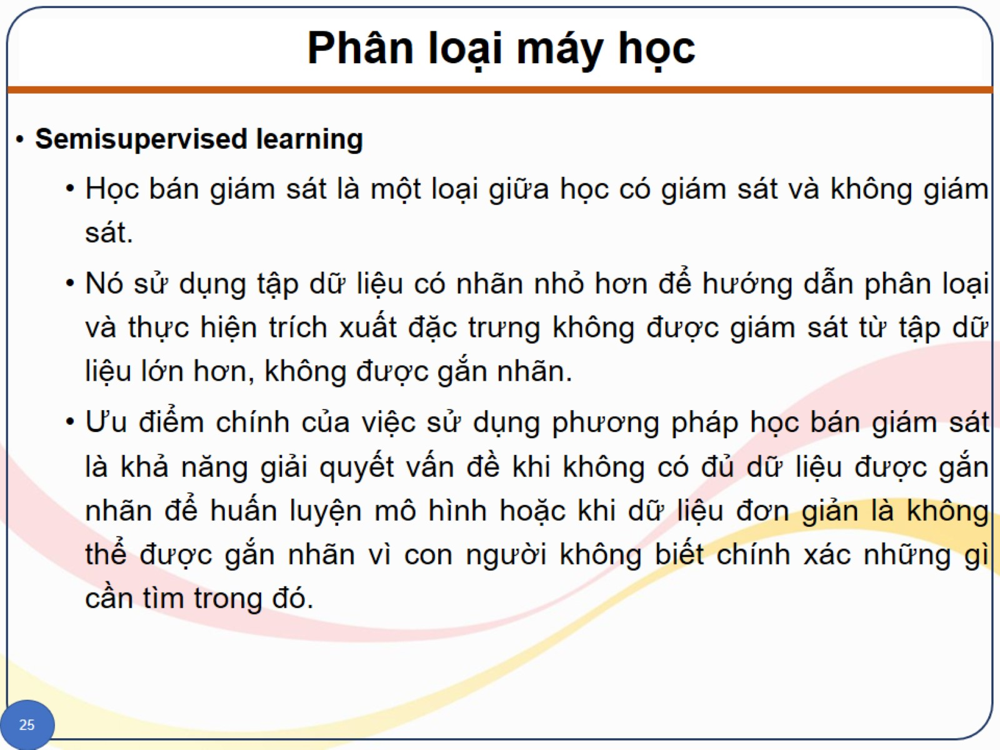 Phân loại máy học
• Semisupervised learning
• Học bán giám sát là một loại giữa học có giám sát và không giám
sát.
• Nó sử dụng tập dữ liệu có nhãn nhỏ hơn để hướng dẫn phân loại
và thực hiện trích xuất đặc trưng không được giám sát từ tập dữ
liệu lớn hơn, không được gắn nhãn.
• Ưu điểm chính của việc sử dụng phương pháp học bán giám sát
là khả năng giải quyết vấn đề khi không có đủ dữ liệu được gắn
nhãn để huấn luyện mô hình hoặc khi dữ liệu đơn giản là không
thể được gắn nhãn vì con người không biết chính xác những gì
cần tìm trong đó.
25